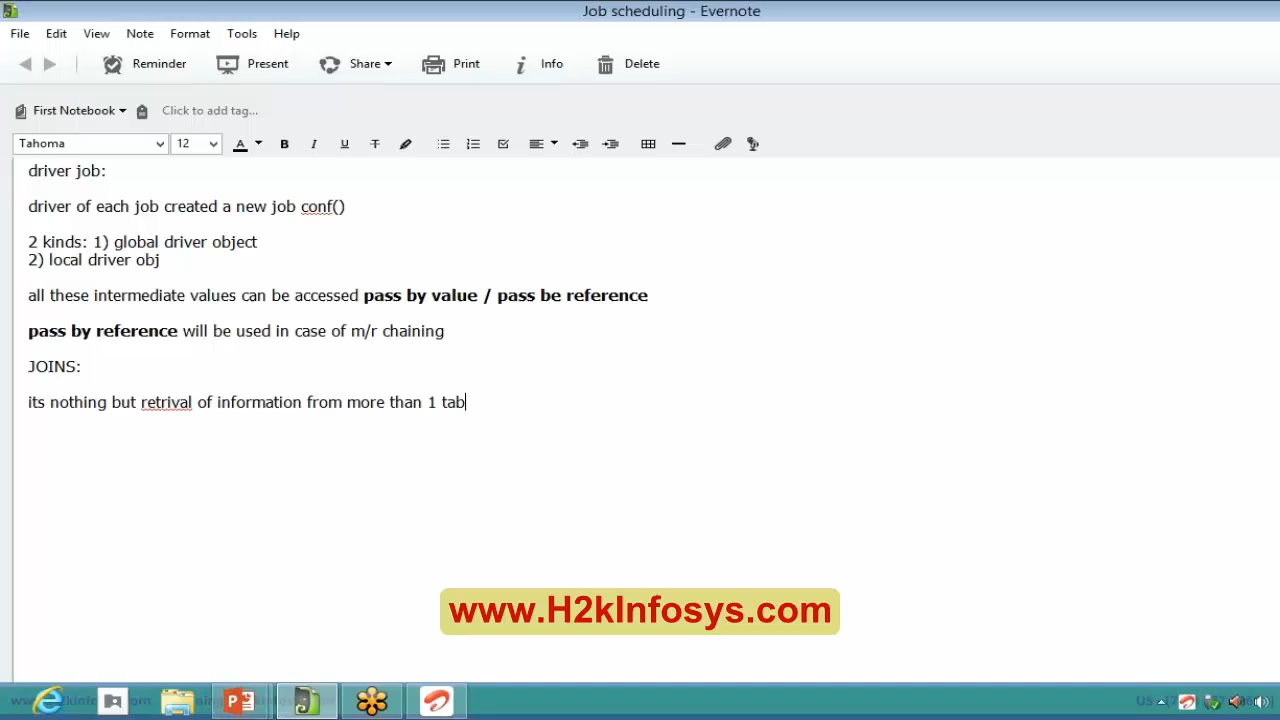 Job scheduling - Evernote
File Edit View Note Format Tools Help
Reminder Present Share Print Info Delete
First Notebook Click to add tag...
Tahoma 12 A B I U T
driver job:
driver of each job created a new job conf()
2 kinds: 1) global driver object
2) local driver obj
all these intermediate values can be accessed pass by value / pass be reference
pass by reference will be used in case of m/r chaining
JOINS:
its nothing but retrival of information from more than 1 tab
www.H2kInfosys.com
US